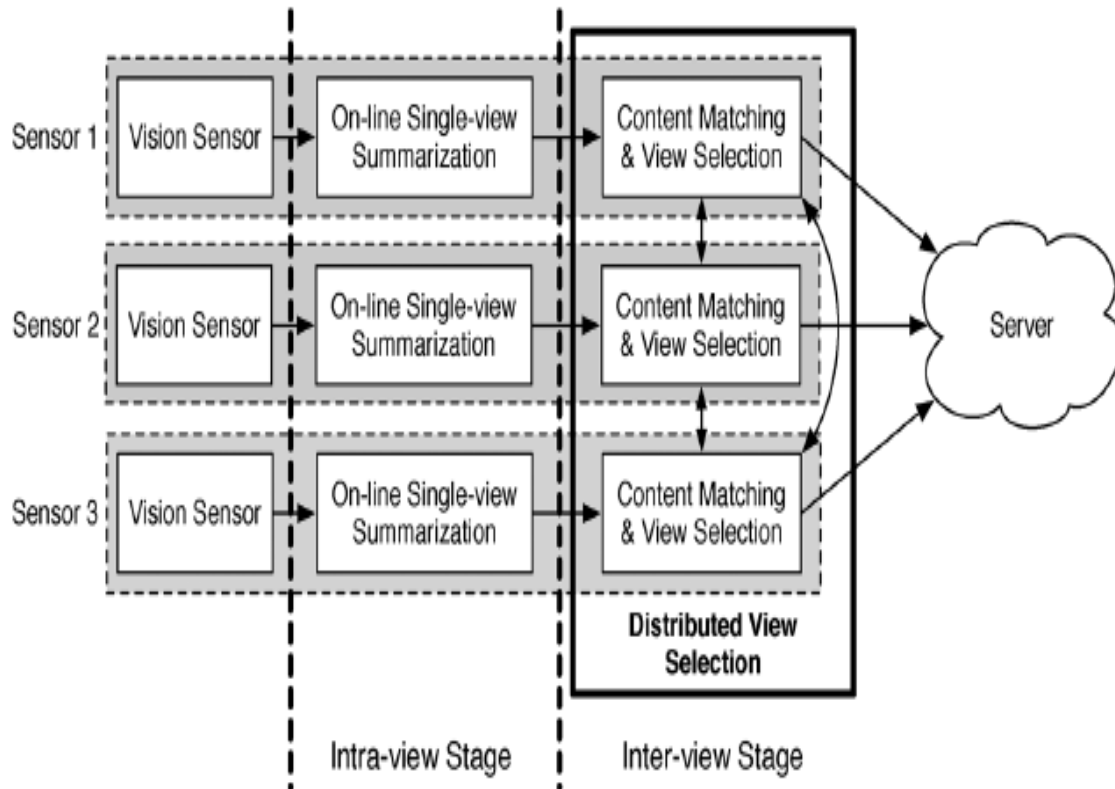 Sensor 1
Vision Sensor
On-line Single-view
Summarization
Content Matching
& View Selection
Sensor 2
Vision Sensor
On-line Single-view
Summarization
Content Matching
& View Selection
Server
Sensor 3
Vision Sensor
On-line Single-view
Summarization
Content Matching
& View Selection
Distributed View
Selection
Intra-view Stage
Inter-view Stage